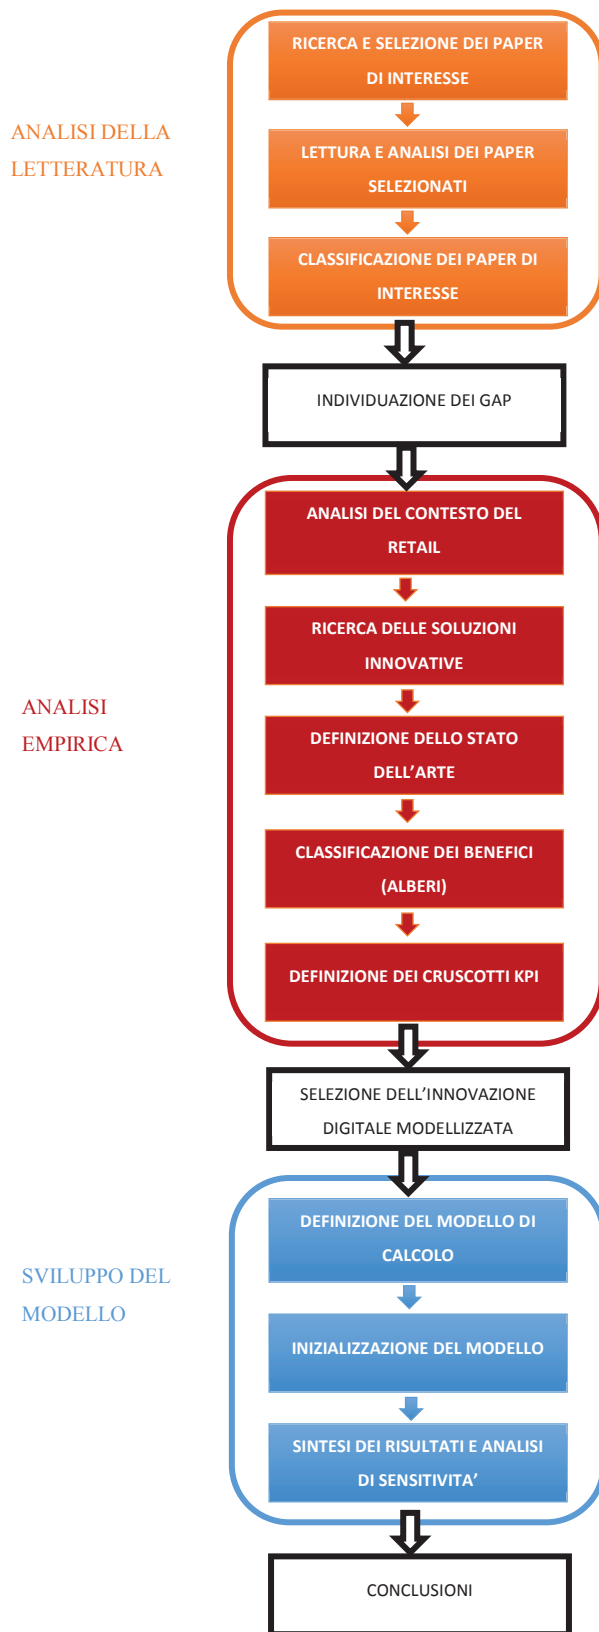 RICERCA E SELEZIONE DEI PAPER
DI INTERESSE
ANALISI DELLA
LETTERATURA
LETTURA E ANALISI DEI PAPER
SELEZIONATI
CLASSIFICAZIONE DEI PAPER DI
INTERESSE
INDIVIDUAZIONE DEI GAP
ANALISI DEL CONTESTO DEL
RETAIL
RICERCA DELLE SOLUZIONI
INNOVATIVE
ANALISI
EMPIRICA
DEFINIZIONE DELLO STATO
DELL’ARTE
CLASSIFICAZIONE DEI BENEFICI
(ALBERI)
DEFINIZIONE DEI CRUSCOTTI KPI
SELEZIONE DELL’INNOVAZIONE
DIGITALE MODELLIZZATA
DEFINIZIONE DEL MODELLO DI
CALCOLO
SVILUPPO DEL
MODELLO
INIZIALIZZAZIONE DEL MODELLO
SINTESI DEI RISULTATI E ANALISI
DI SENSITIVITA’
CONCLUSIONI